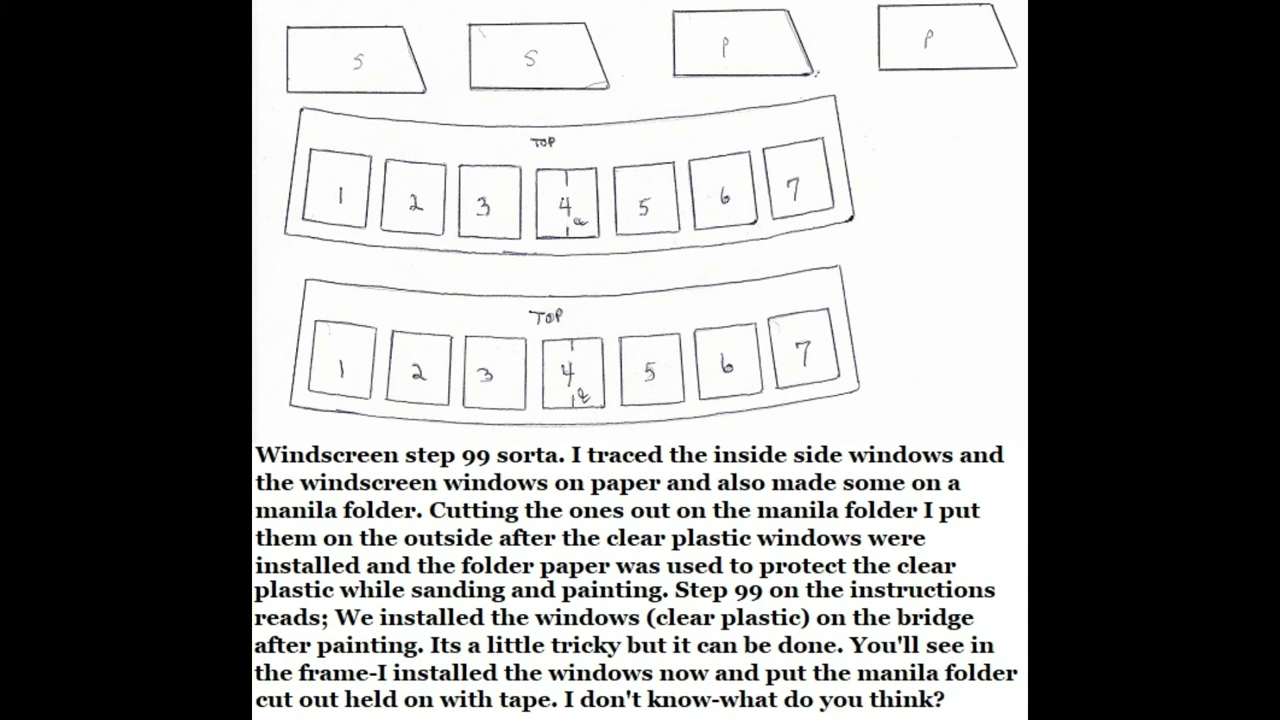 S S P P
TOP
1 2 3 4 5 6 7
TOP
1 2 3 4 5 6 7
Windscreen step 99 sorta. I traced the inside side windows and
the windscreen windows on paper and also made some on a
manila folder. Cutting the ones out on the manila folder I put
them on the outside after the clear plastic windows were
installed and the folder paper was used to protect the clear
plastic while sanding and painting. Step 99 on the instructions
reads; We installed the windows (clear plastic) on the bridge
after painting. Its a little tricky but it can be done. You'll see in
the frame-I installed the windows now and put the manila folder
cut out held on with tape. I don't know-what do you think?